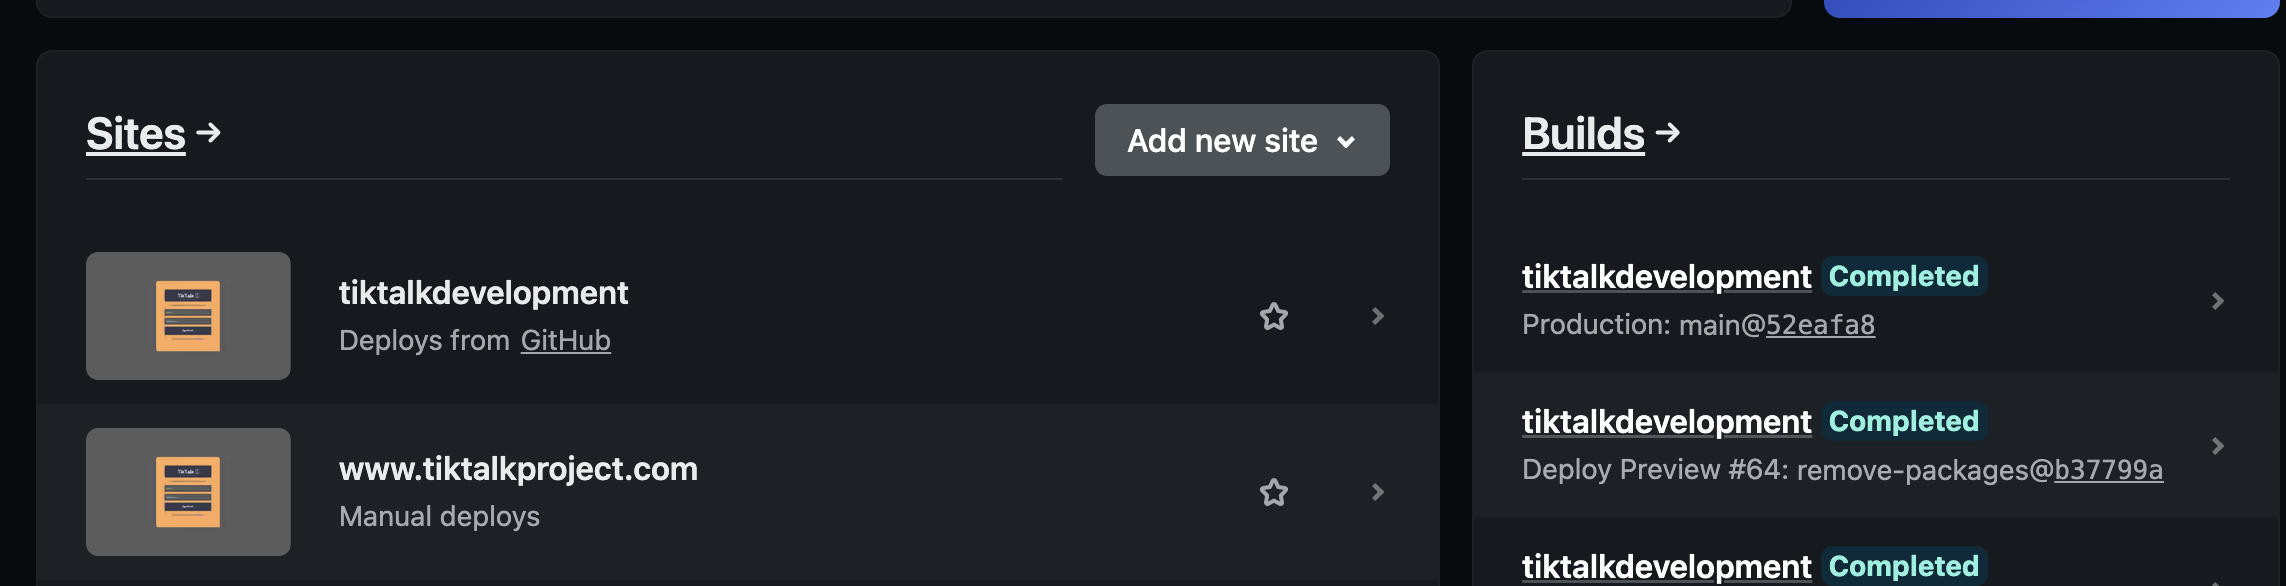 Sites →
Add new site
tiktalkdevelopment
Deploys from GitHub
www.tiktalkproject.com
Manual deploys
Builds →
tiktalkdevelopment Completed
Production: main@52eafa8
tiktalkdevelopment Completed
Deploy Preview #64: remove-packages@b37799a
tiktalkdevelopment Completed